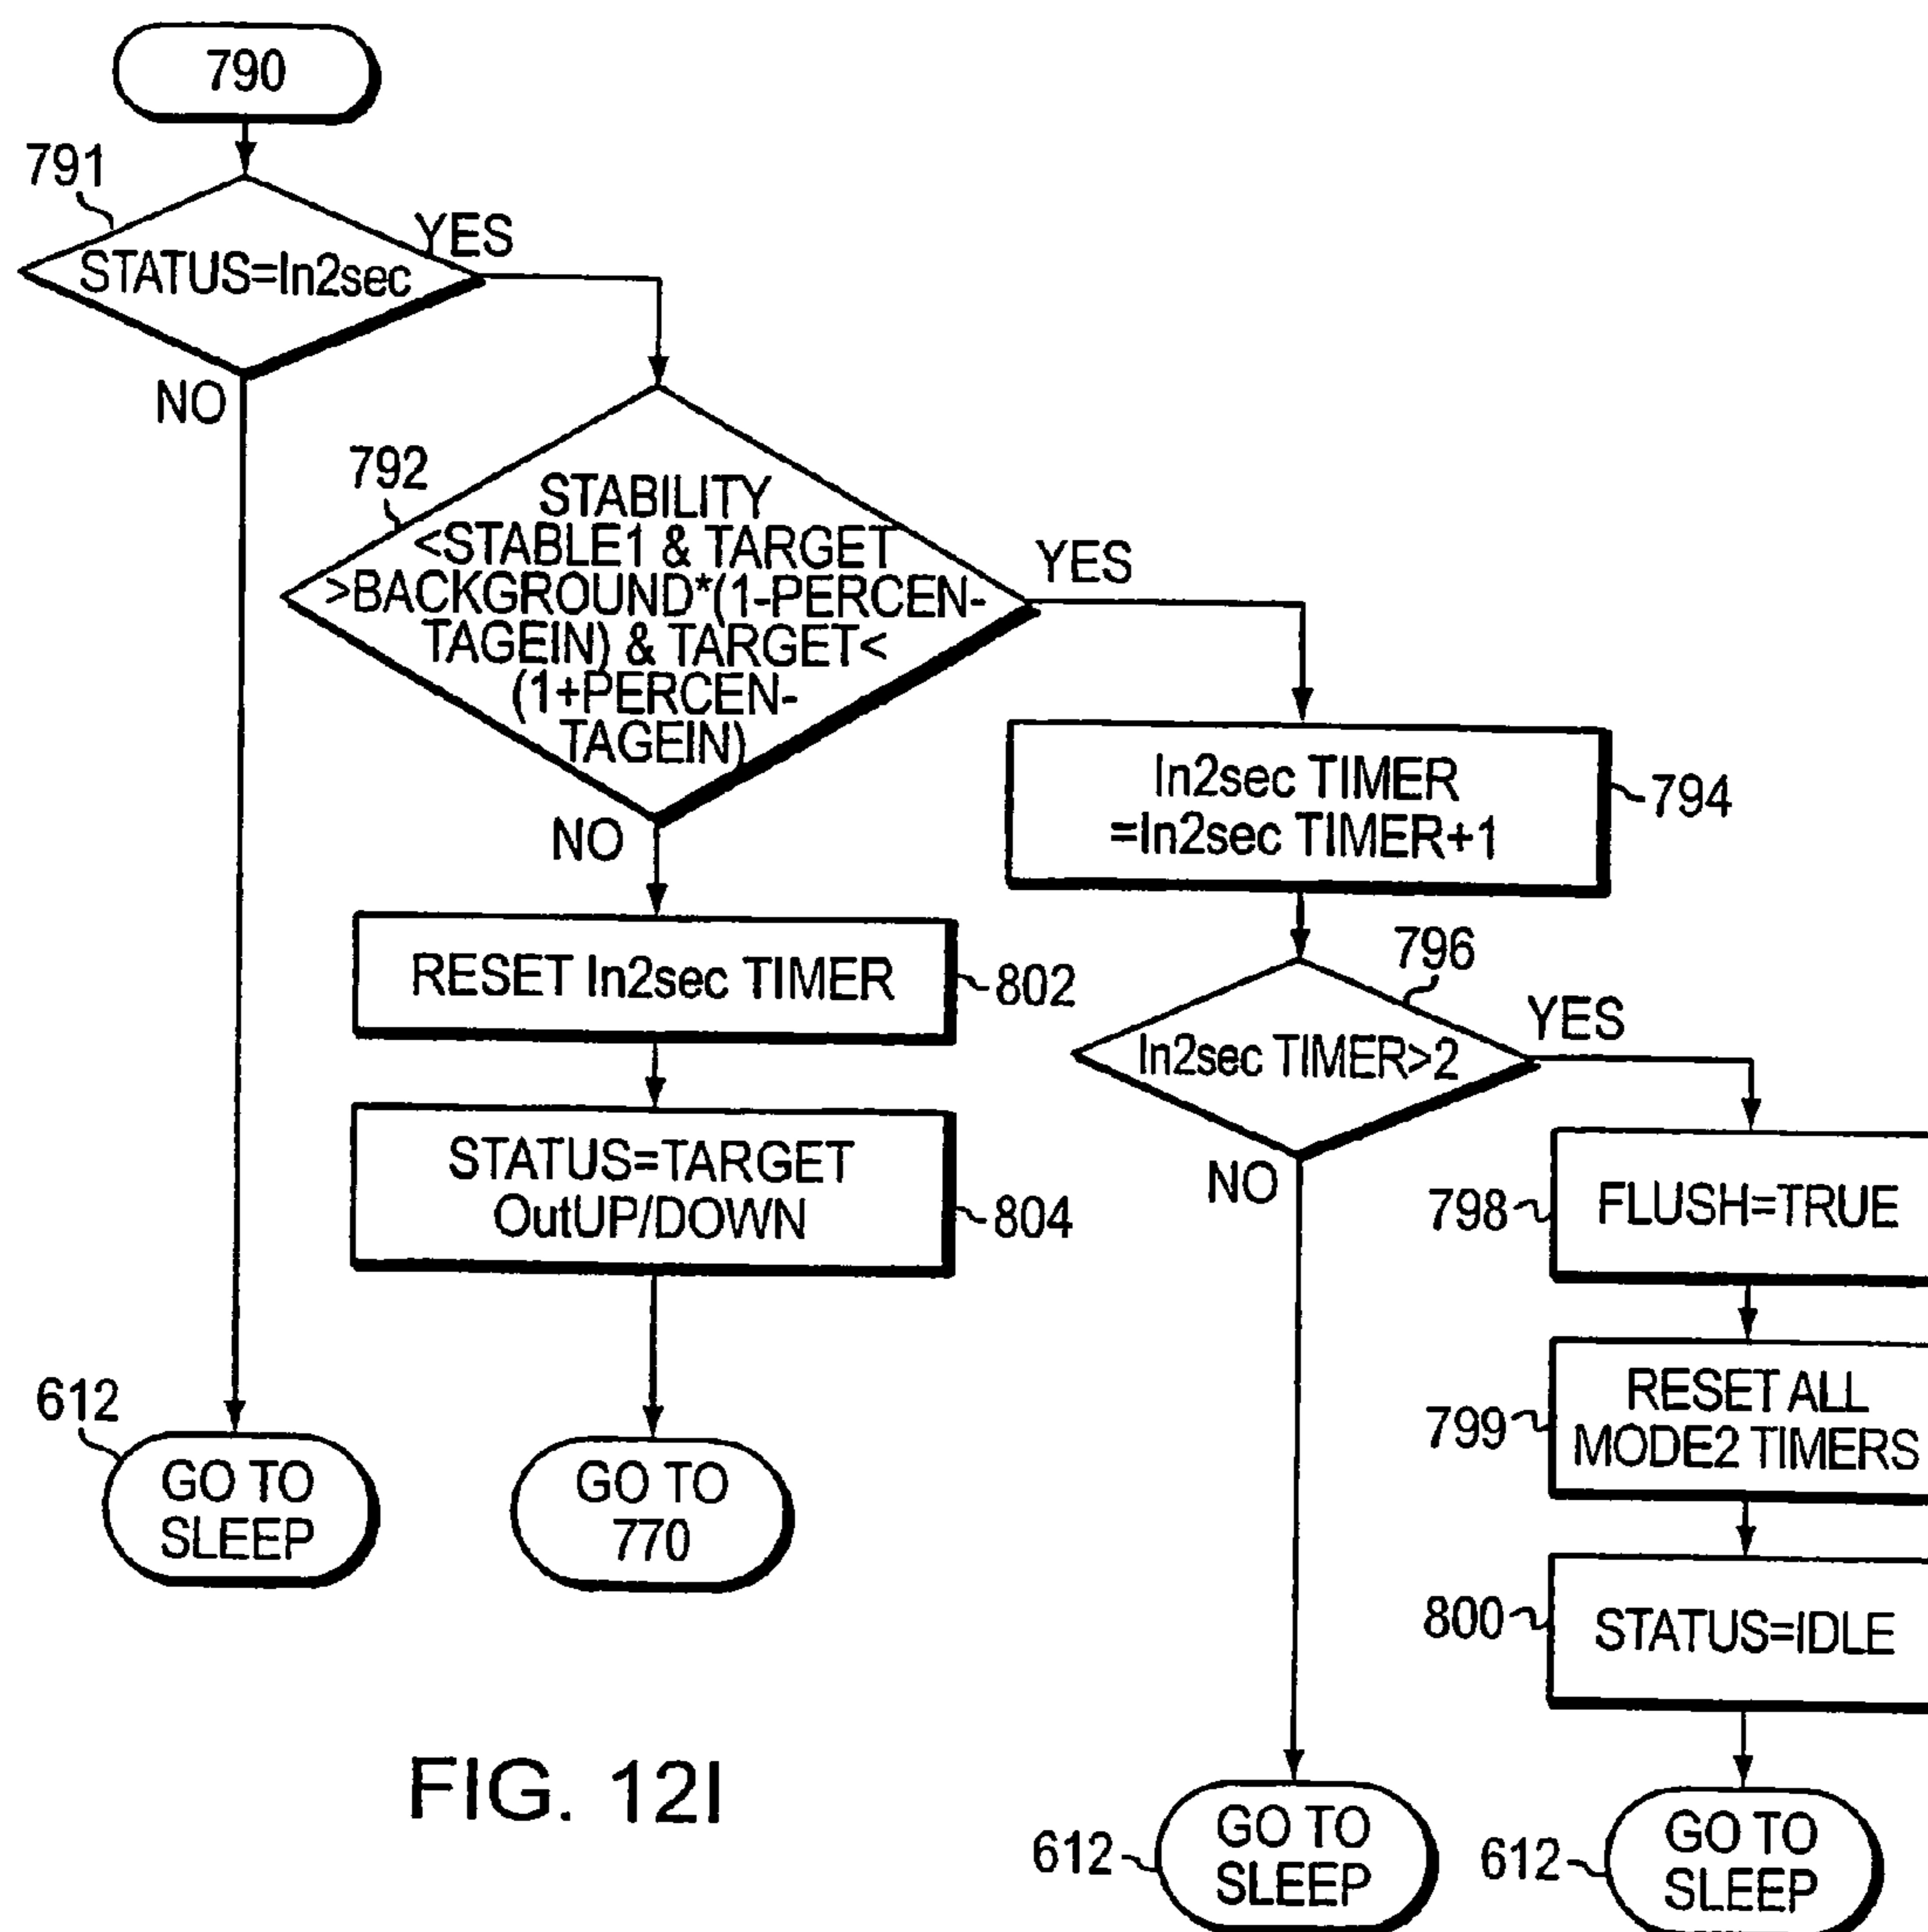 790
791
STATUS=In2sec
YES
NO
792
STABILITY
<STABLE1 & TARGET
>BACKGROUND*(1-PERCEN-
TAGEIN) & TARGET<
(1+PERCEN-
TAGEIN)
YES
NO
In2sec TIMER
=In2sec TIMER+1
794
RESET In2sec TIMER
802
796
In2sec TIMER>2
YES
NO
STATUS=TARGET
OutUP/DOWN
804
798
FLUSH=TRUE
799
RESET ALL
MODE2 TIMERS
612
GO TO
SLEEP
GO TO
770
800
STATUS=IDLE
612
GO TO
SLEEP
612
GO TO
SLEEP
FIG. 12I